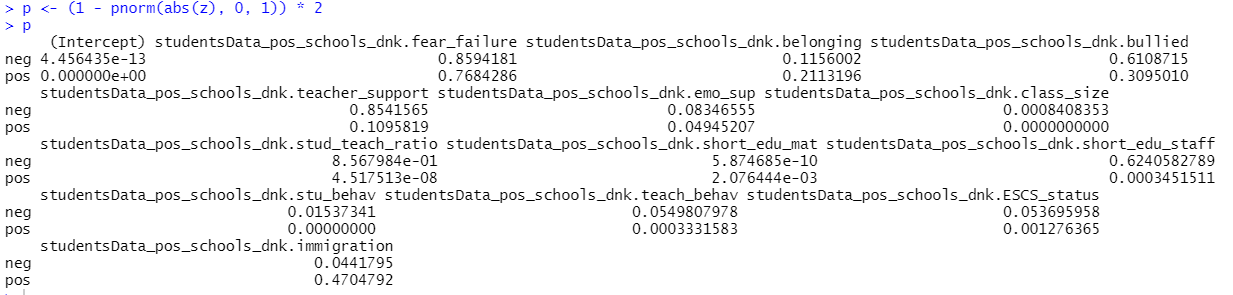 > p <- (1 - pnorm(abs(z), 0, 1)) * 2
> p
(Intercept) studentsData_pos_schools_dnk.fear_failure studentsData_pos_schools_dnk.belonging studentsData_pos_schools_dnk.bullied
neg 4.456435e-13 0.8594181 0.1156002 0.6108715
pos 0.000000e+00 0.7684286 0.2113196 0.3095010
studentsData_pos_schools_dnk.teacher_support studentsData_pos_schools_dnk.emo_sup studentsData_pos_schools_dnk.class_size
neg 0.8541565 0.08346555 0.0008408353
pos 0.1095819 0.04945207 0.0000000000
studentsData_pos_schools_dnk.stud_teach_ratio studentsData_pos_schools_dnk.short_edu_mat studentsData_pos_schools_dnk.short_edu_staff
neg 8.567984e-01 5.874685e-10 0.6240582789
pos 4.517513e-08 2.076444e-03 0.0003451511
studentsData_pos_schools_dnk.stu_behav studentsData_pos_schools_dnk.teach_behav studentsData_pos_schools_dnk.ESCS_status
neg 0.01537341 0.0549807978 0.053695958
pos 0.00000000 0.0003331583 0.001276365
studentsData_pos_schools_dnk.immigration
neg 0.0441795
pos 0.4704792